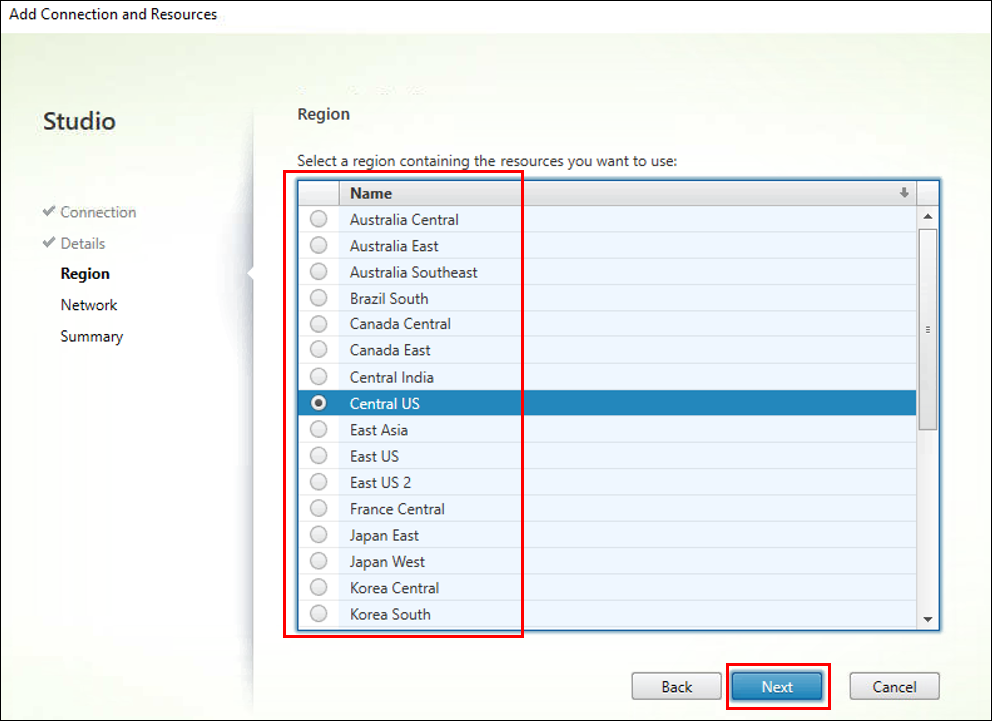 Add Connection and Resources
Studio
Connection
Details
Region
Network
Summary
Region
Select a region containing the resources you want to use:
Name
Australia Central
Australia East
Australia Southeast
Brazil South
Canada Central
Canada East
Central India
Central US
East Asia
East US
East US 2
France Central
Japan East
Japan West
Korea Central
Korea South
Back Next Cancel